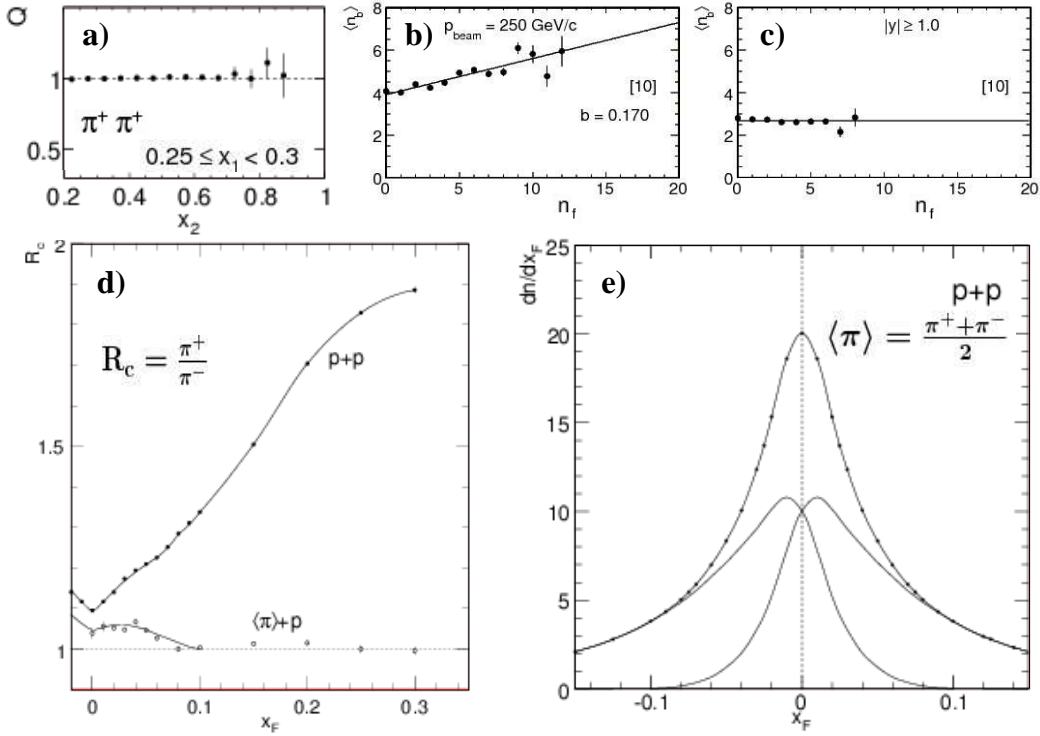 a)
Q
1
0.5
π⁺ π⁺
0.25 ≤ x₁ < 0.3
0.2 0.4 0.6 0.8 1
x₂
b)
⟨n_b⟩
8
6
4
2
0
p_beam = 250 GeV/c
[10]
b = 0.170
0 5 10 15 20
n_f
c)
⟨n_b⟩
8
6
4
2
0
|y| ≥ 1.0
[10]
0 5 10 15 20
n_f
d)
R_c
2
1.5
1
R_c = π⁺/π⁻
p+p
⟨π⟩+p
0 0.1 0.2 0.3
x_F
e)
dn/dx_F
25
20
15
10
5
0
p+p
⟨π⟩ = (π⁺+π⁻)/2
-0.1 0 0.1
x_F